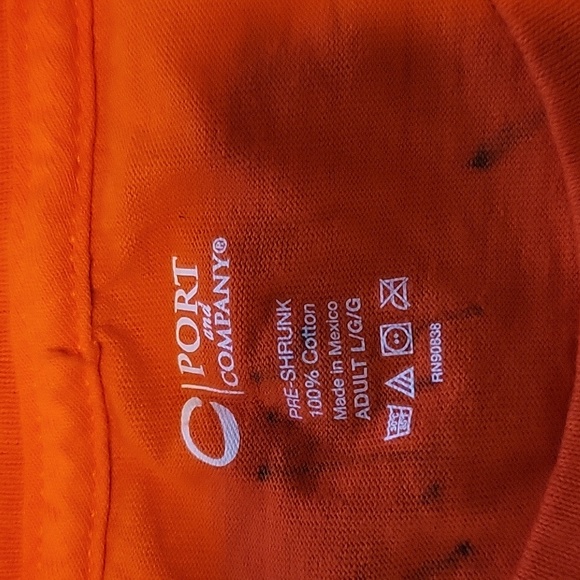 PORT
and
COMPANY®
PRE-SHRUNK
100% Cotton
Made in Mexico
ADULT L/G/G
RN90838